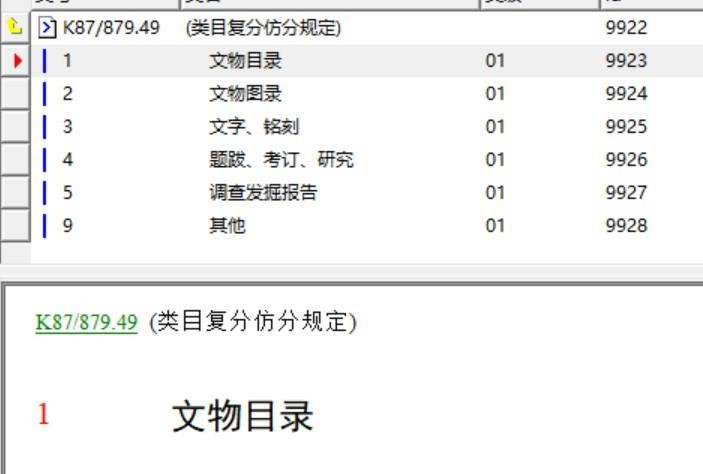 K87/879.49 (类目复分仿分规定) 9922
1 文物目录 01 9923
2 文物图录 01 9924
3 文字、铭刻 01 9925
4 题跋、考订、研究 01 9926
5 调查发掘报告 01 9927
9 其他 01 9928
K87/879.49 (类目复分仿分规定)
1 文物目录